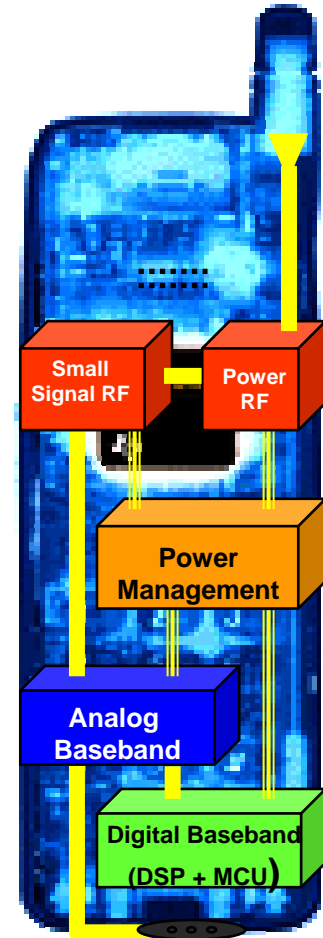 Small
Signal RF
Power
RF
Power
Management
Analog
Baseband
Digital Baseband
(DSP + MCU)